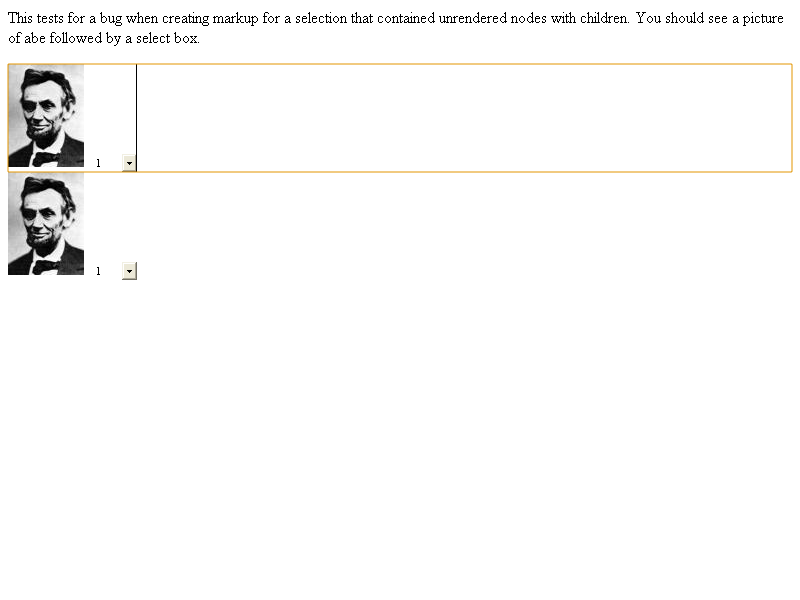 This tests for a bug when creating markup for a selection that contained unrendered nodes with children. You should see a picture
of abe followed by a select box.
1
1